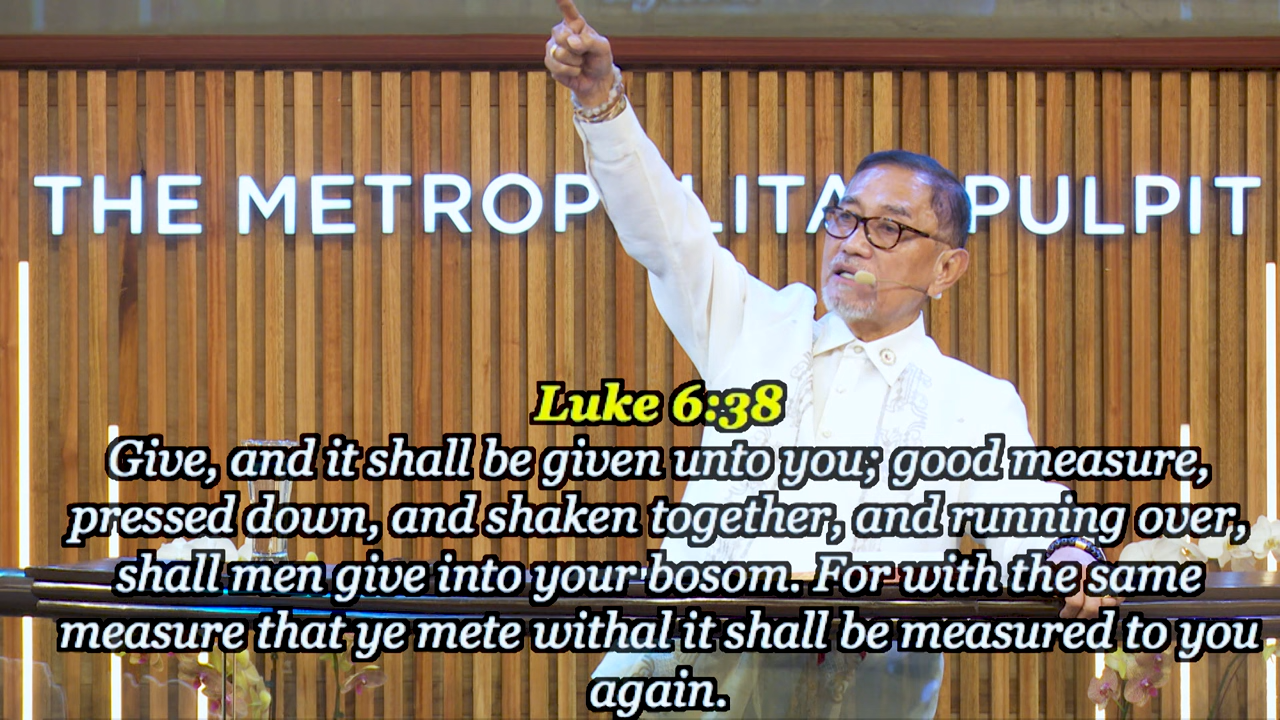 THE METROPOLITAN PULPIT
Luke 6:38
Give, and it shall be given unto you; good measure,
pressed down, and shaken together, and running over,
shall men give into your bosom. For with the same
measure that ye mete withal it shall be measured to you
again.